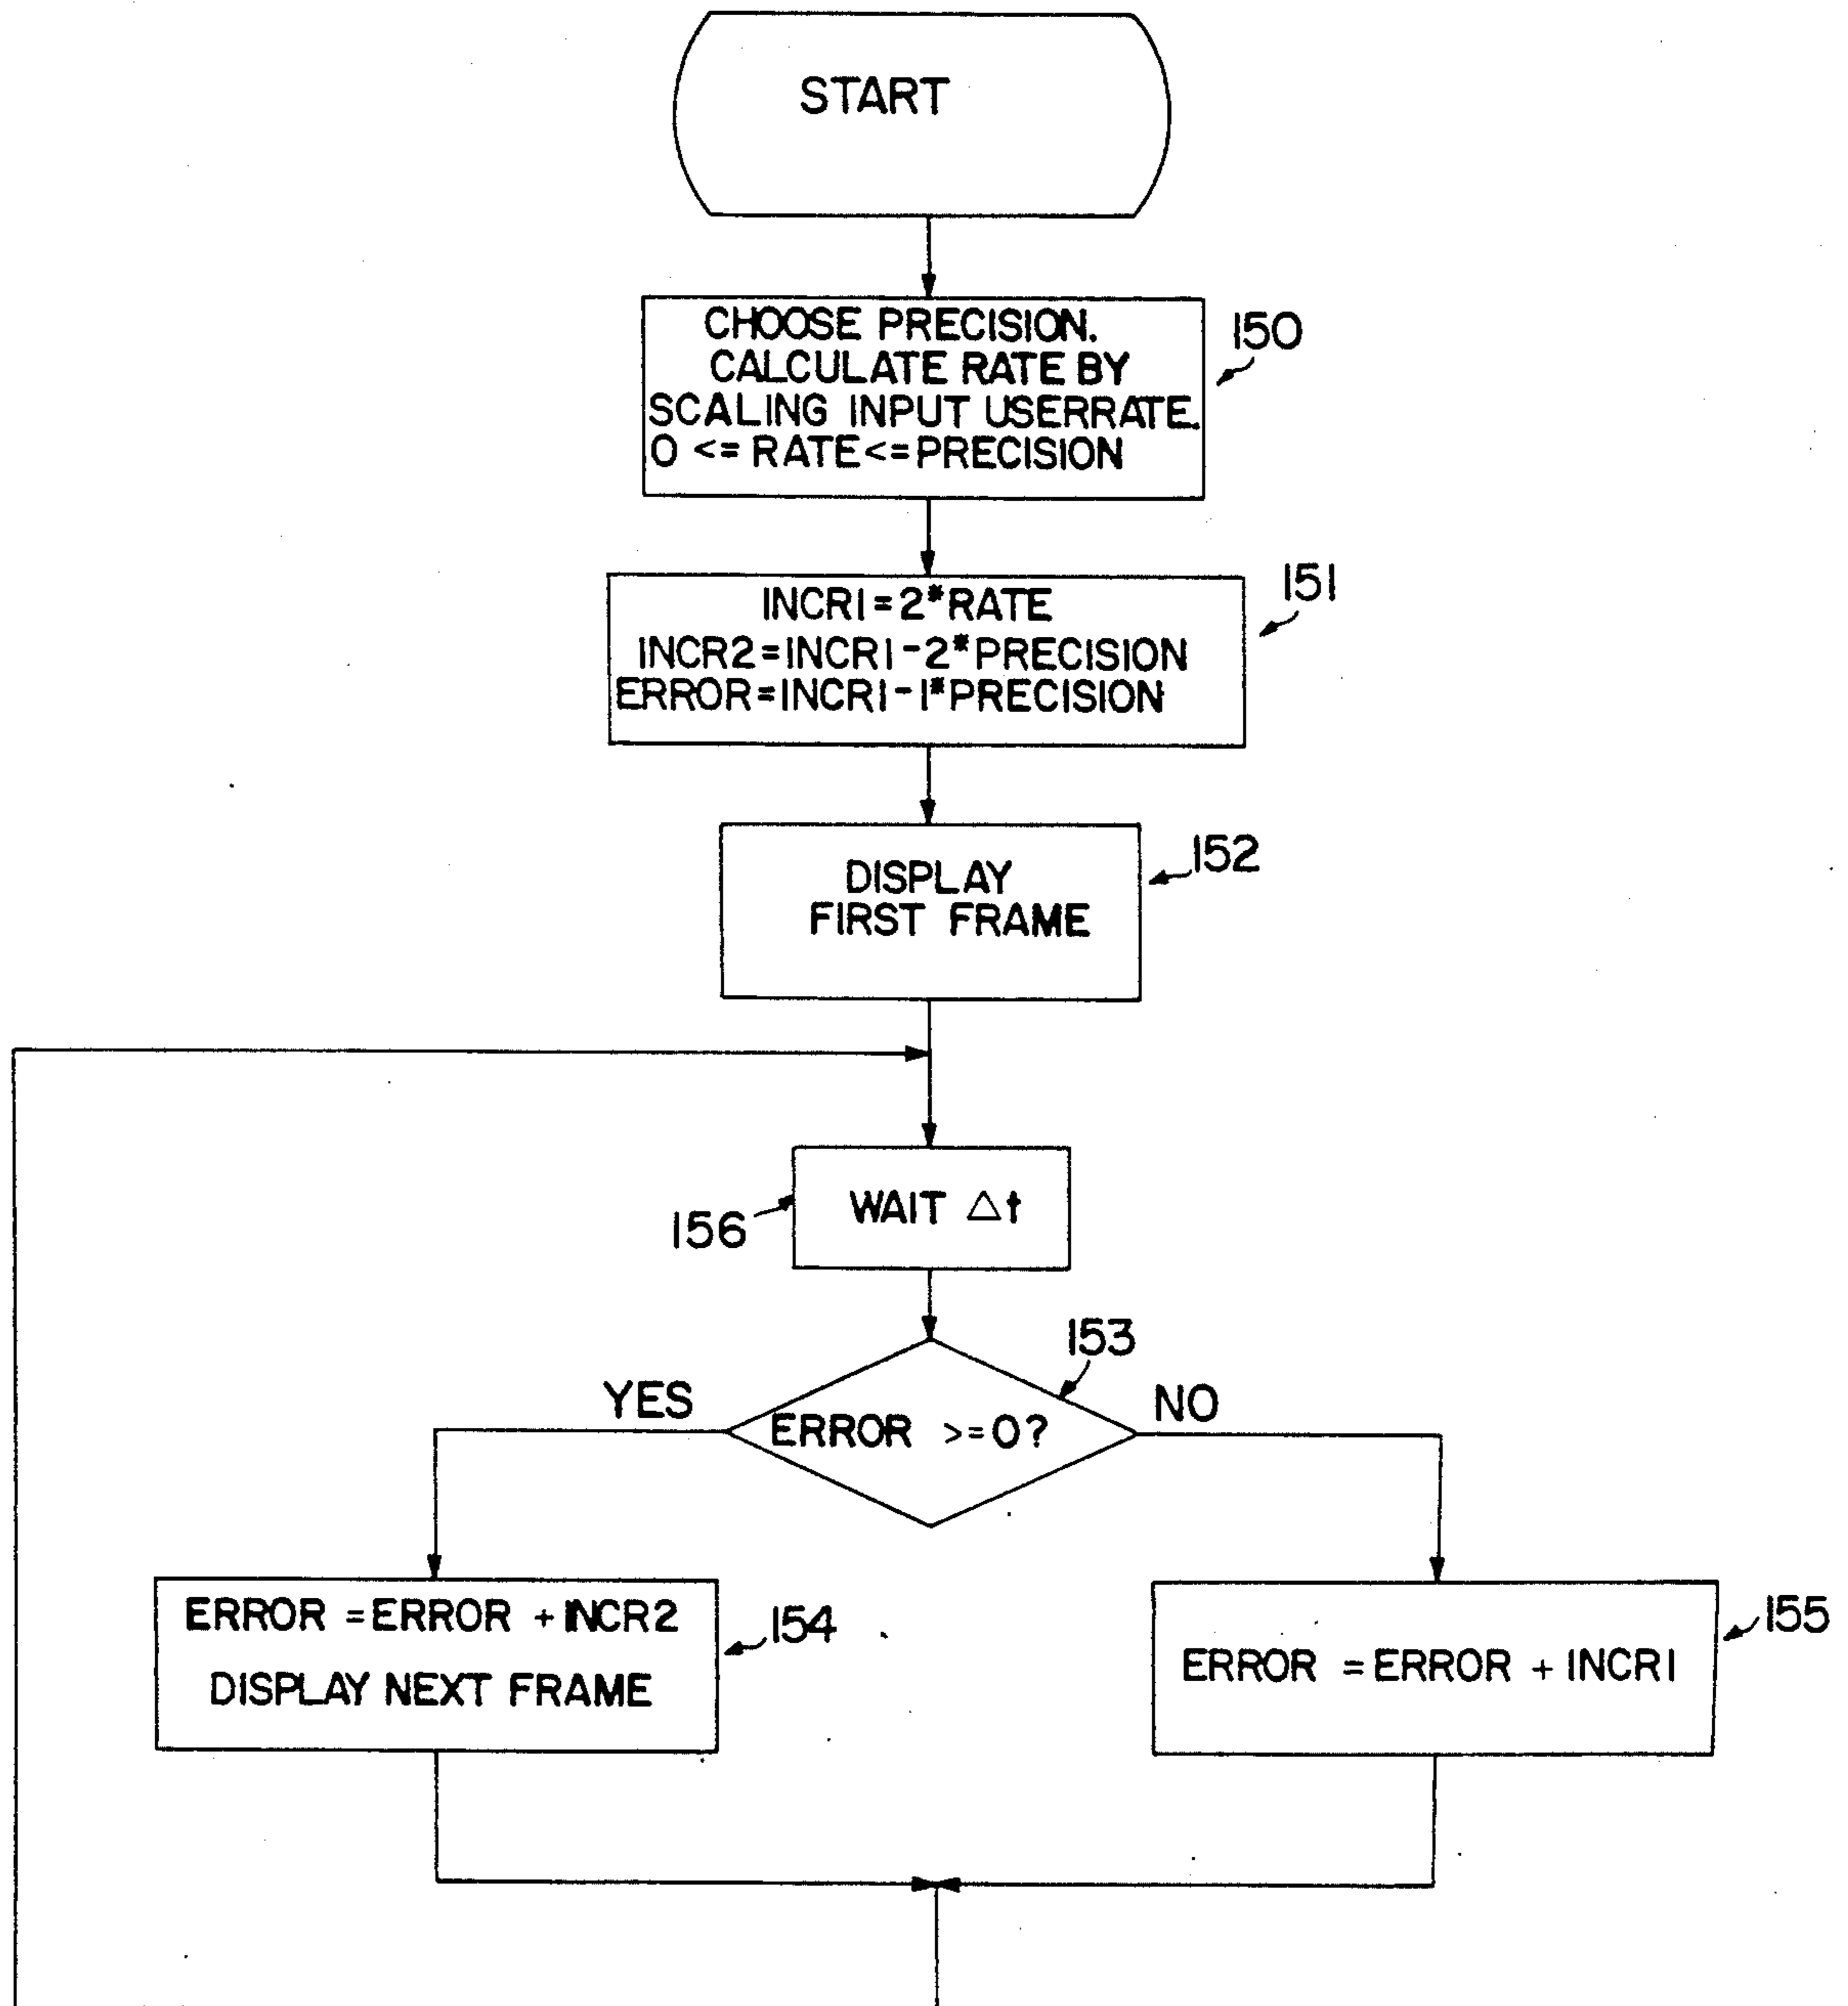 START
CHOOSE PRECISION.
CALCULATE RATE BY
SCALING INPUT USERRATE.
0 <= RATE<=PRECISION
150
INCR1=2*RATE
INCR2=INCR1-2*PRECISION
ERROR=INCR1-1*PRECISION
151
DISPLAY
FIRST FRAME
152
WAIT △t
156
153
YES
ERROR >=0?
NO
ERROR =ERROR +INCR2
DISPLAY NEXT FRAME
154
ERROR =ERROR + INCR1
155